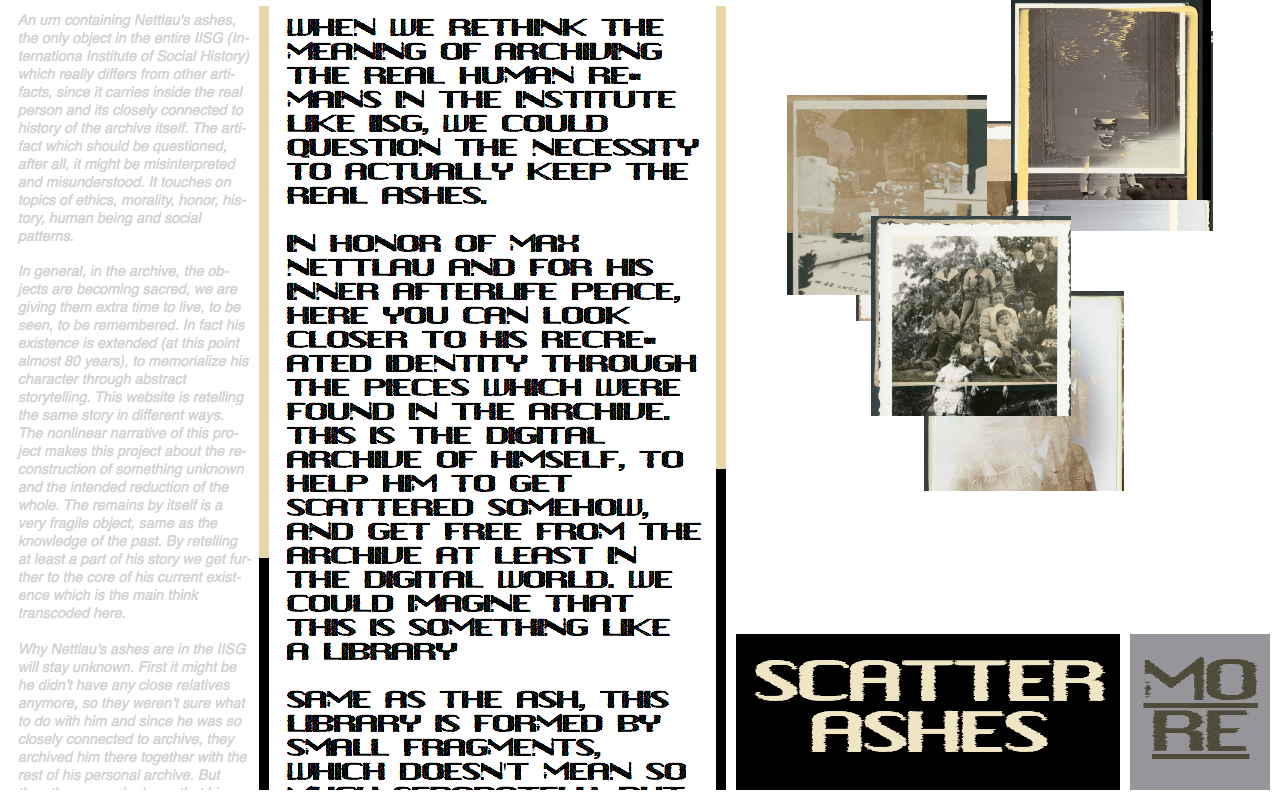 An urn containing Nettlau's ashes,
the only object in the entire IISG (In-
ternationa Institute of Social History)
which really differs from other arti-
facts, since it carries inside the real
person and its closely connected to
history of the archive itself. The arti-
fact which should be questioned,
after all, it might be misinterpreted
and misunderstood. It touches on
topics of ethics, morality, honor, his-
tory, human being and social
patterns.
In general, in the archive, the ob-
jects are becoming sacred, we are
giving them extra time to live, to be
seen, to be remembered. In fact his
existence is extended (at this point
almost 80 years), to memorialize his
character through abstract
storytelling. This website is retelling
the same story in different ways.
The nonlinear narrative of this pro-
ject makes this project about the re-
construction of something unknown
and the intended reduction of the
whole. The remains by itself is a
very fragile object, same as the
knowledge of the past. By retelling
at least a part of his story we get fur-
ther to the core of his current exist-
ence which is the main think
transcoded here.
Why Nettlau's ashes are in the IISG
will stay unknown. First it might be
he didn't have any close relatives
anymore, so they weren't sure what
to do with him and since he was so
closely connected to archive, they
archived him there together with the
rest of his personal archive. But
WHEN WE RETHINK THE
MEANING OF ARCHIVING
THE REAL HUMAN RE-
MAINS IN THE INSTITUTE
LIKE IISG, WE COULD
QUESTION THE NECESSITY
TO ACTUALLY KEEP THE
REAL ASHES.
IN HONOR OF MAX
NETTLAU AND FOR HIS
INNER AFTERLIFE PEACE,
HERE YOU CAN LOOK
CLOSER TO HIS RECRE-
ATED IDENTITY THROUGH
THE PIECES WHICH WERE
FOUND IN THE ARCHIVE.
THIS IS THE DIGITAL
ARCHIVE OF HIMSELF, TO
HELP HIM TO GET
SCATTERED SOMEHOW,
AND GET FREE FROM THE
ARCHIVE AT LEAST IN
THE DIGITAL WORLD. WE
COULD IMAGINE THAT
THIS IS SOMETHING LIKE
A LIBRARY
SAME AS THE ASH, THIS
LIBRARY IS FORMED BY
SMALL FRAGMENTS,
WHICH DOESN'T MEAN SO
SCATTER
ASHES
MO
RE